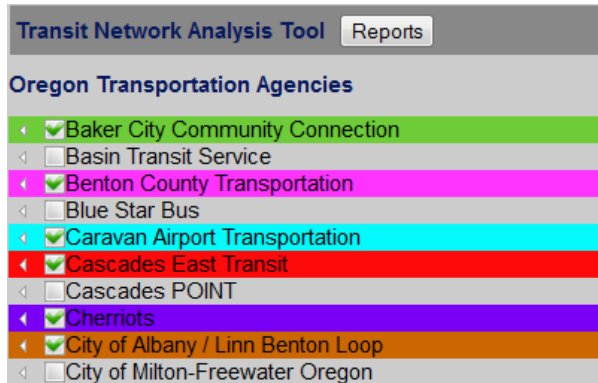 Transit Network Analysis Tool Reports
Oregon Transportation Agencies
Baker City Community Connection
Basin Transit Service
Benton County Transportation
Blue Star Bus
Caravan Airport Transportation
Cascades East Transit
Cascades POINT
Cherriots
City of Albany / Linn Benton Loop
City of Milton-Freewater Oregon